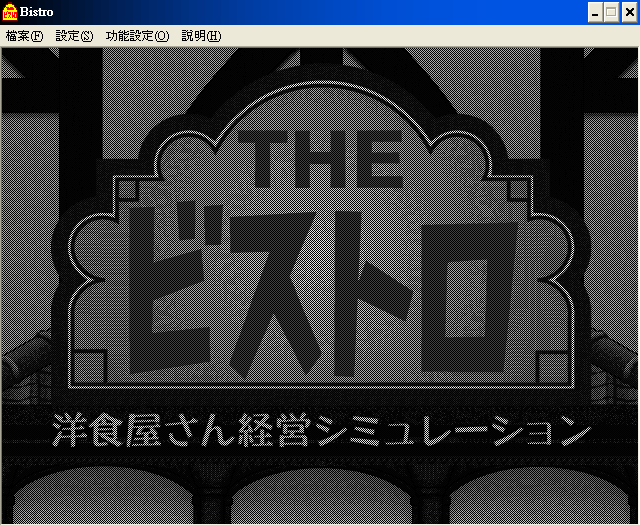 Bistro
檔案(F) 設定(S) 功能設定(O) 說明(H)
THE
ビストロ
洋食屋さん経営シミュレーション